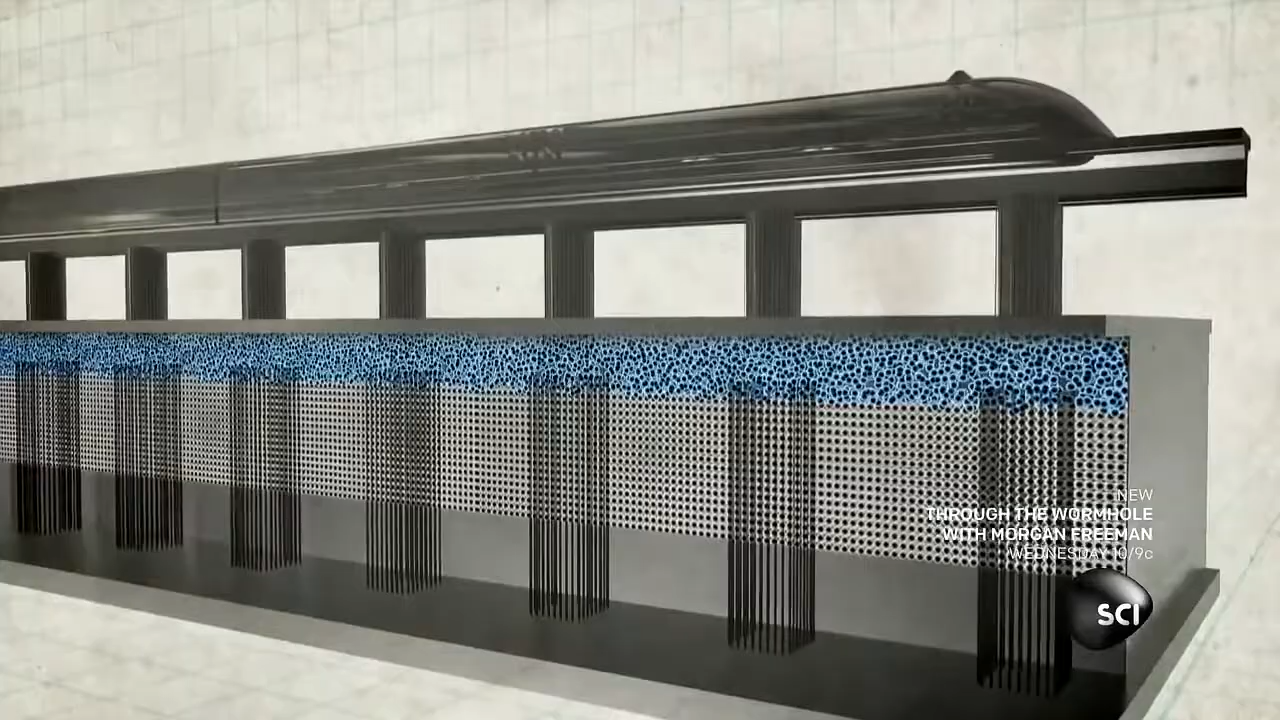 NEW
THROUGH THE WORMHOLE
WITH MORGAN FREEMAN
WEDNESDAY 10/9c
SCI